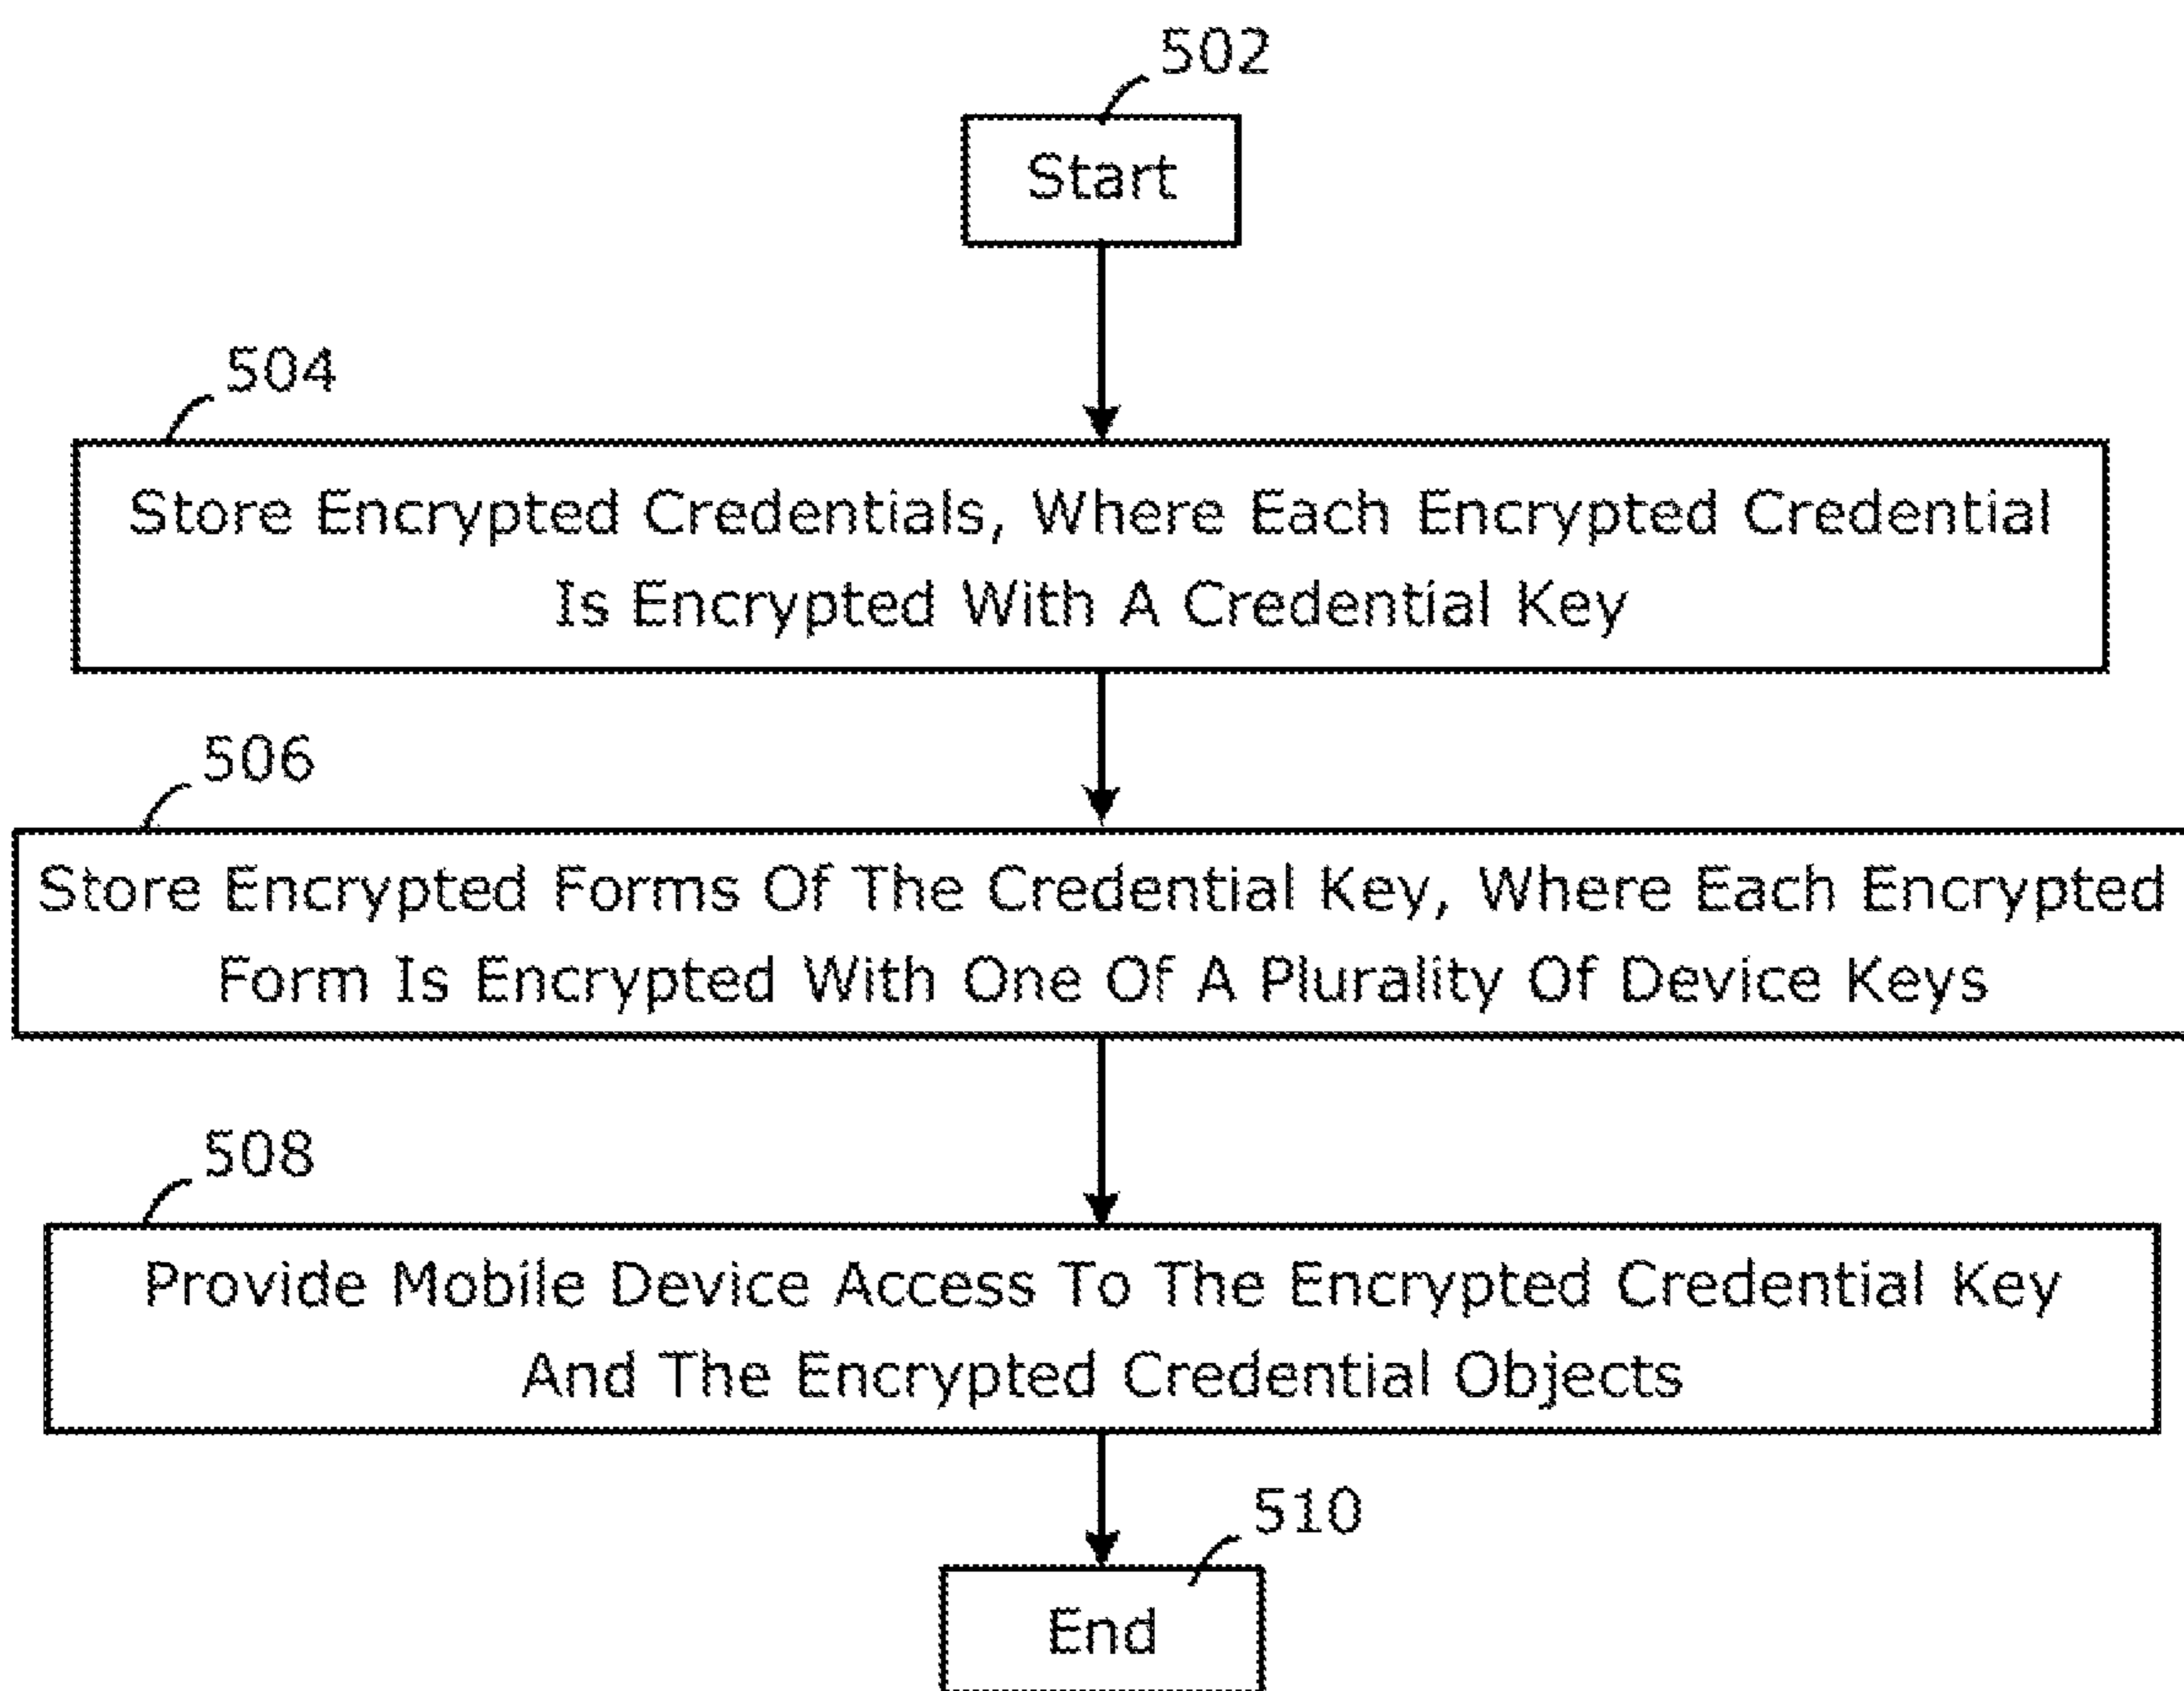 502
Start
504
Store Encrypted Credentials, Where Each Encrypted Credential
Is Encrypted With A Credential Key
506
Store Encrypted Forms Of The Credential Key, Where Each Encrypted
Form Is Encrypted With One Of A Plurality Of Device Keys
508
Provide Mobile Device Access To The Encrypted Credential Key
And The Encrypted Credential Objects
510
End